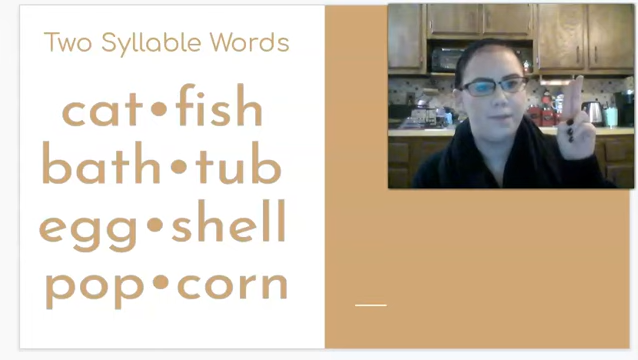 Two Syllable Words
cat•fish
bath•tub
egg•shell
pop•corn